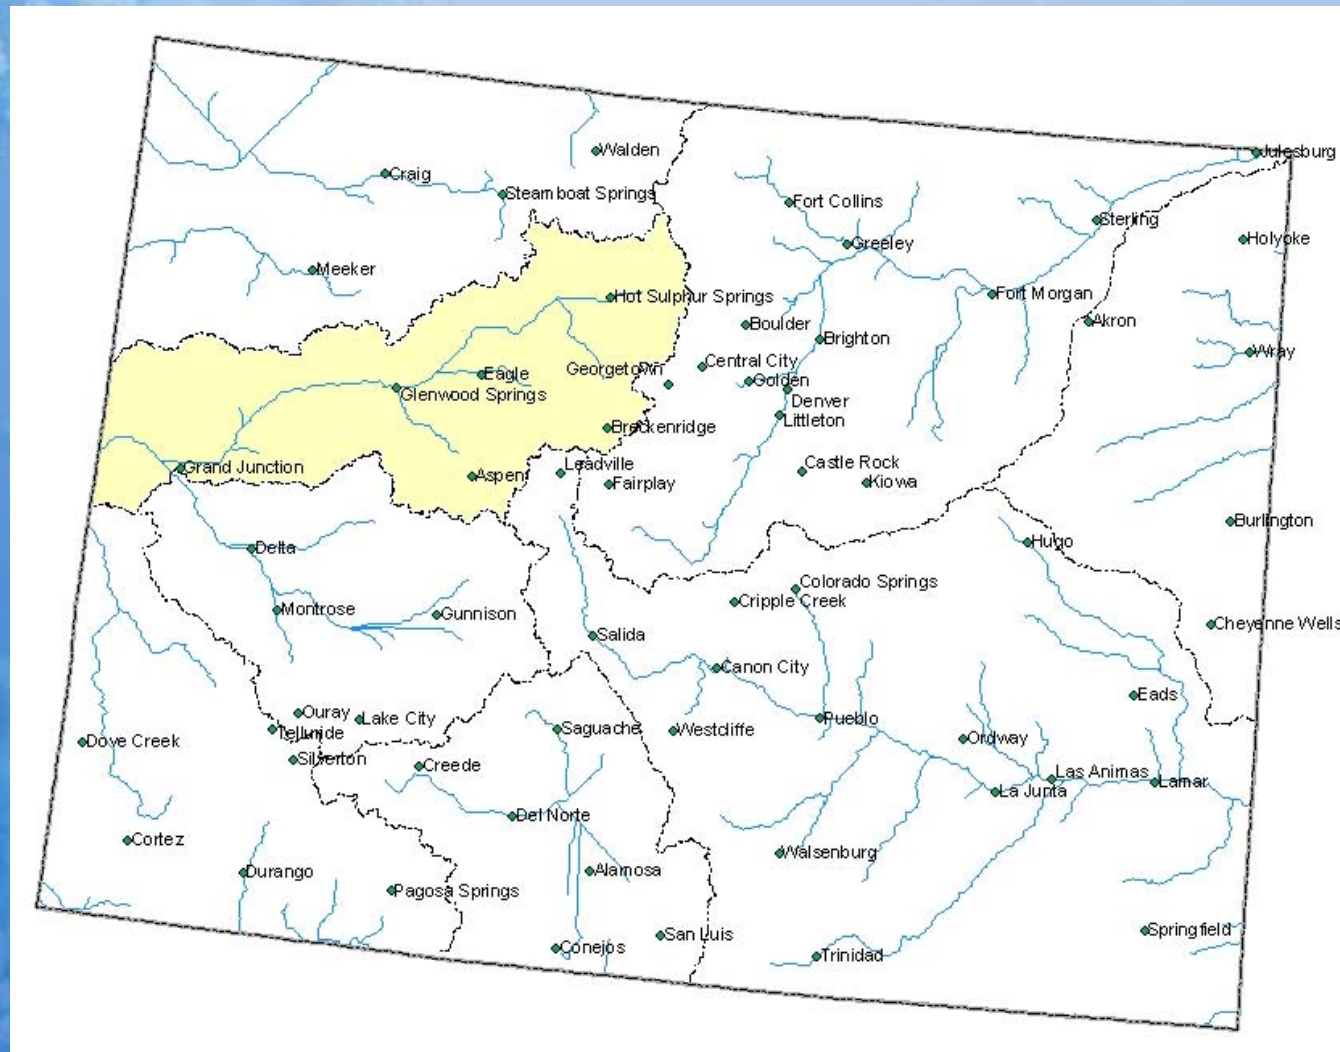 Julesburg
Walden
Craig
Steamboat Springs
Fort Collins
Sterling
Holyoke
Greeley
Meeker
Hot Sulphur Springs
Fort Morgan
Boulder
Akron
Brighton
Wray
Central City
Georgetown
Eagle
Golden
Glenwood Springs
Denver
Littleton
Breckenridge
Grand Junction
Leadville
Castle Rock
Aspen
Fairplay
Kiowa
Burlington
Delta
Hugo
Colorado Springs
Cripple Creek
Montrose
Gunnison
Cheyenne Wells
Salida
Canon City
Eads
Ouray
Lake City
Pueblo
Telluride
Saguache
Westcliffe
Dove Creek
Ordway
Silverton
Creede
Las Animas
Lamar
La Junta
Del Norte
Cortez
Walsenburg
Durango
Alamosa
Pagosa Springs
San Luis
Springfield
Conejos
Trinidad